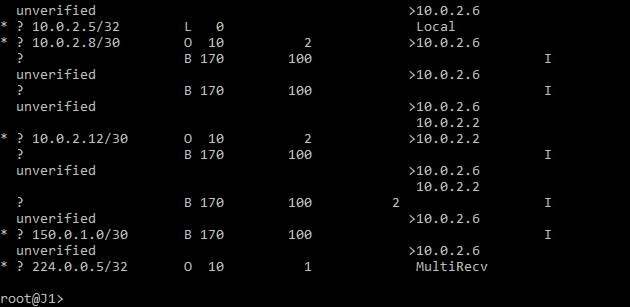 unverified                                       >10.0.2.6
* ? 10.0.2.5/32        L   0                        Local
* ? 10.0.2.8/30        O  10          2            >10.0.2.6
  ?                    B 170        100                             I
  unverified                                       >10.0.2.6
  ?                    B 170        100                             I
  unverified                                       >10.0.2.6
                                                    10.0.2.2
* ? 10.0.2.12/30       O  10          2            >10.0.2.2
  ?                    B 170        100                             I
  unverified                                       >10.0.2.6
                                                    10.0.2.2
  ?                    B 170        100          2                  I
  unverified                                       >10.0.2.6
* ? 150.0.1.0/30       B 170        100                             I
  unverified                                       >10.0.2.6
* ? 224.0.0.5/32       O  10          1             MultiRecv
root@J1>